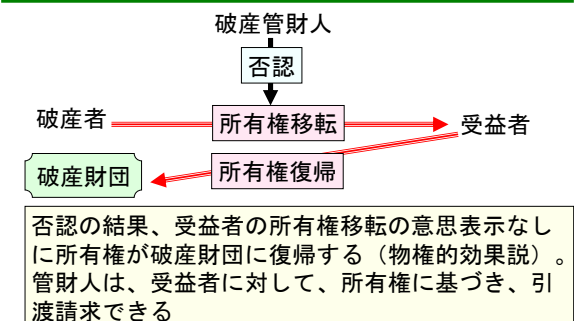 破産管財人
否認
破産者
所有権移転
受益者
破産財団
所有権復帰
否認の結果、受益者の所有権移転の意思表示なし
に所有権が破産財団に復帰する（物権的効果説）。
管財人は、受益者に対して、所有権に基づき、引
渡請求できる